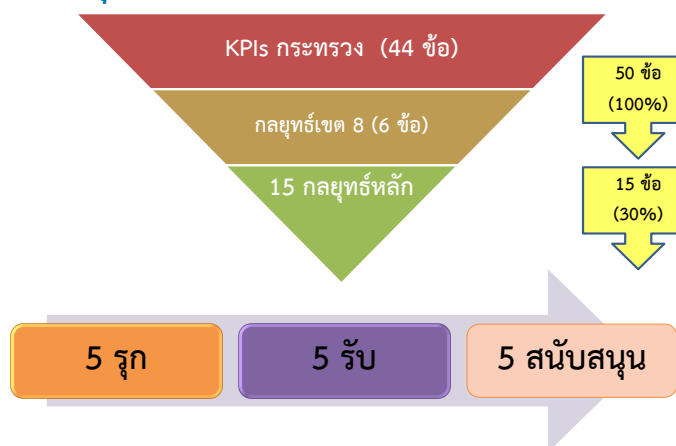 KPIs กระทรวง (44 ข้อ)
50 ข้อ
(100%)
กลยุทธ์เขต 8 (6 ข้อ)
15 กลยุทธ์หลัก
15 ข้อ
(30%)
5 รุก
5 รับ
5 สนับสนุน